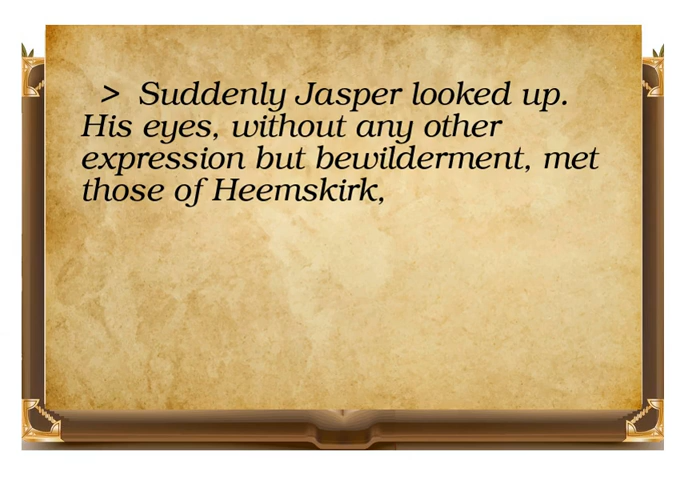 > Suddenly Jasper looked up.
His eyes, without any other
expression but bewilderment, met
those of Heemskirk,